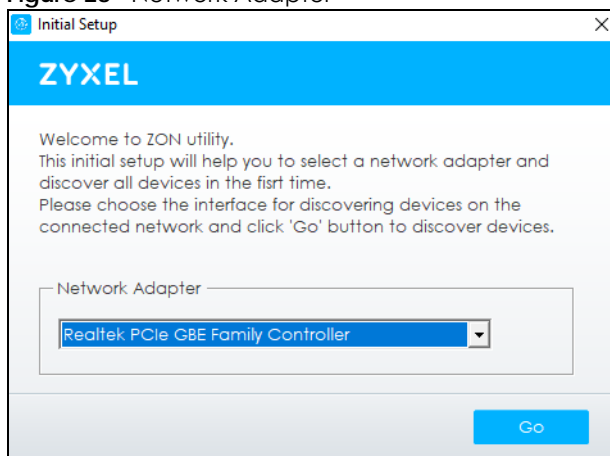 Network Adapter
Initial Setup
ZYXEL
Welcome to ZON utility.
This initial setup will help you to select a network adapter and
discover all devices in the fisrt time.
Please choose the interface for discovering devices on the
connected network and click 'Go' button to discover devices.
Network Adapter
Realtek PCIe GBE Family Controller
Go